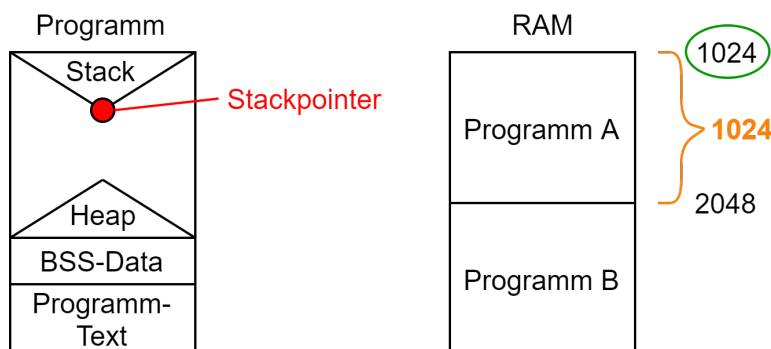 Programm
Stack
Stackpointer
Heap
BSS-Data
Programm-
Text
RAM
1024
Programm A
1024
2048
Programm B